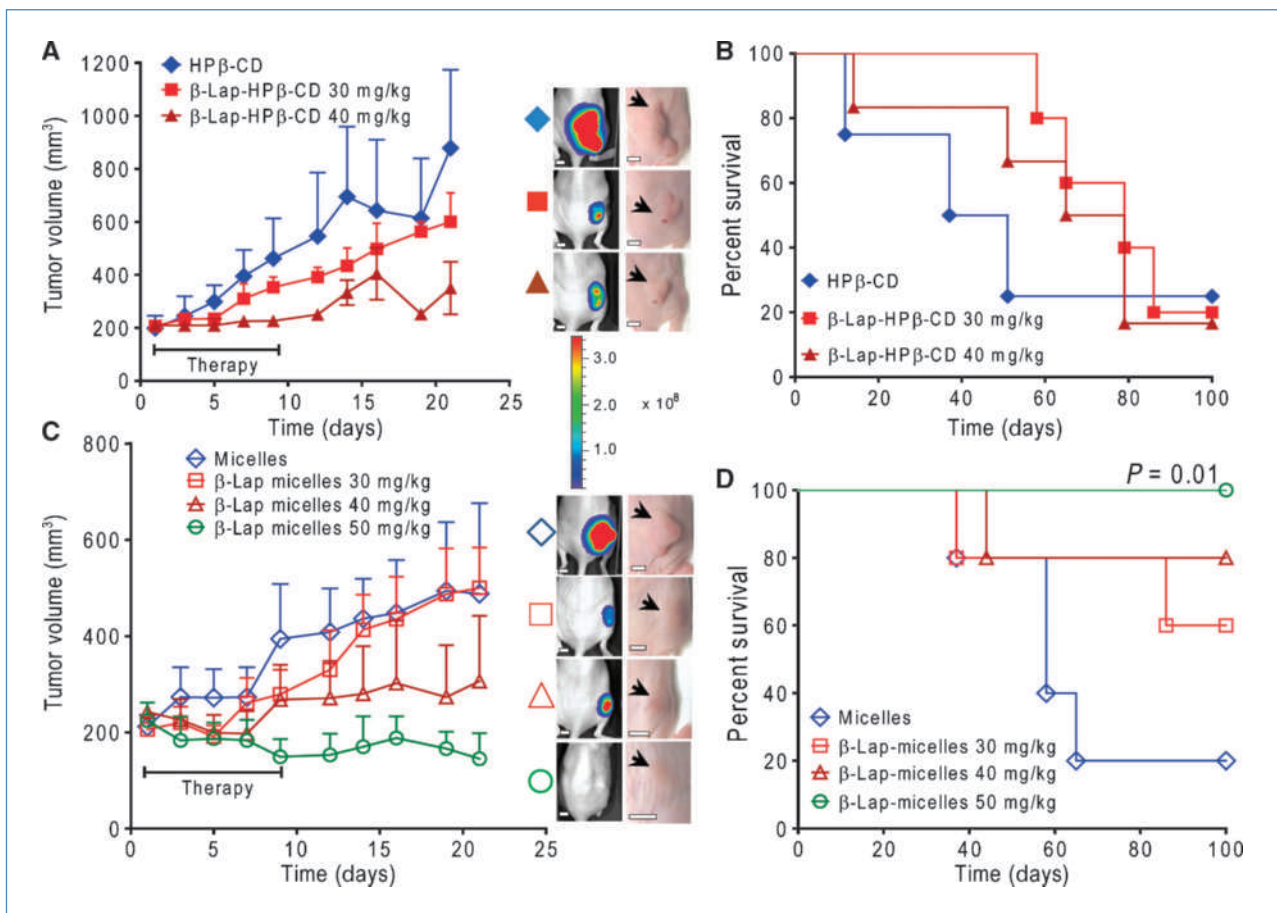 A
HPβ-CD
β-Lap-HPβ-CD 30 mg/kg
β-Lap-HPβ-CD 40 mg/kg
1200
1000
800
600
400
200
0
Tumor volume (mm³)
Therapy
0 5 10 15 20 25
Time (days)
3.0
2.0
1.0
x 10⁸
B
100
80
60
40
20
0
Percent survival
HPβ-CD
β-Lap-HPβ-CD 30 mg/kg
β-Lap-HPβ-CD 40 mg/kg
0 20 40 60 80 100
Time (days)
C
800
600
400
200
0
Tumor volume (mm³)
Micelles
β-Lap micelles 30 mg/kg
β-Lap micelles 40 mg/kg
β-Lap micelles 50 mg/kg
Therapy
0 5 10 15 20 25
Time (days)
D
P = 0.01
100
80
60
40
20
0
Percent survival
Micelles
β-Lap-micelles 30 mg/kg
β-Lap-micelles 40 mg/kg
β-Lap-micelles 50 mg/kg
0 20 40 60 80 100
Time (days)